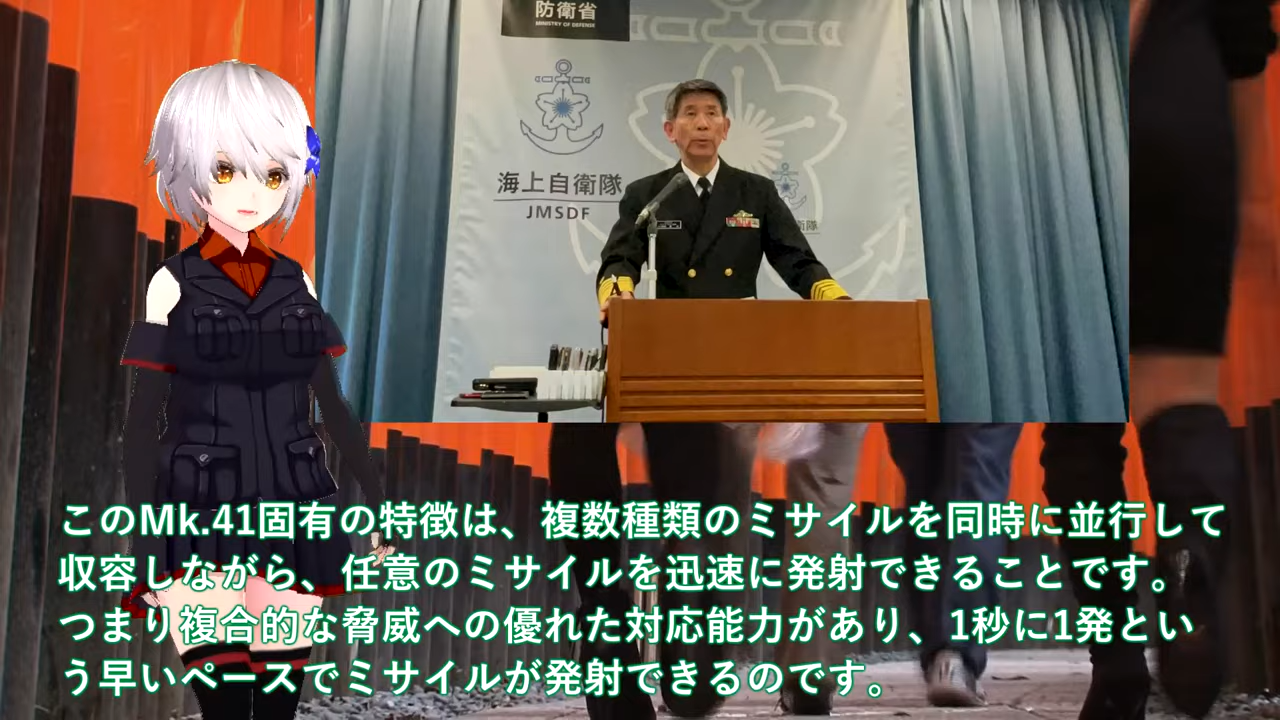 防衛省
MINISTRY OF DEFENSE
海上自衛隊
JMSDF
衛隊
このMk.41固有の特徴は、複数種類のミサイルを同時に並行して
収容しながら、任意のミサイルを迅速に発射できることです。
つまり複合的な脅威への優れた対応能力があり、1秒に1発とい
う早いペースでミサイルが発射できるのです。